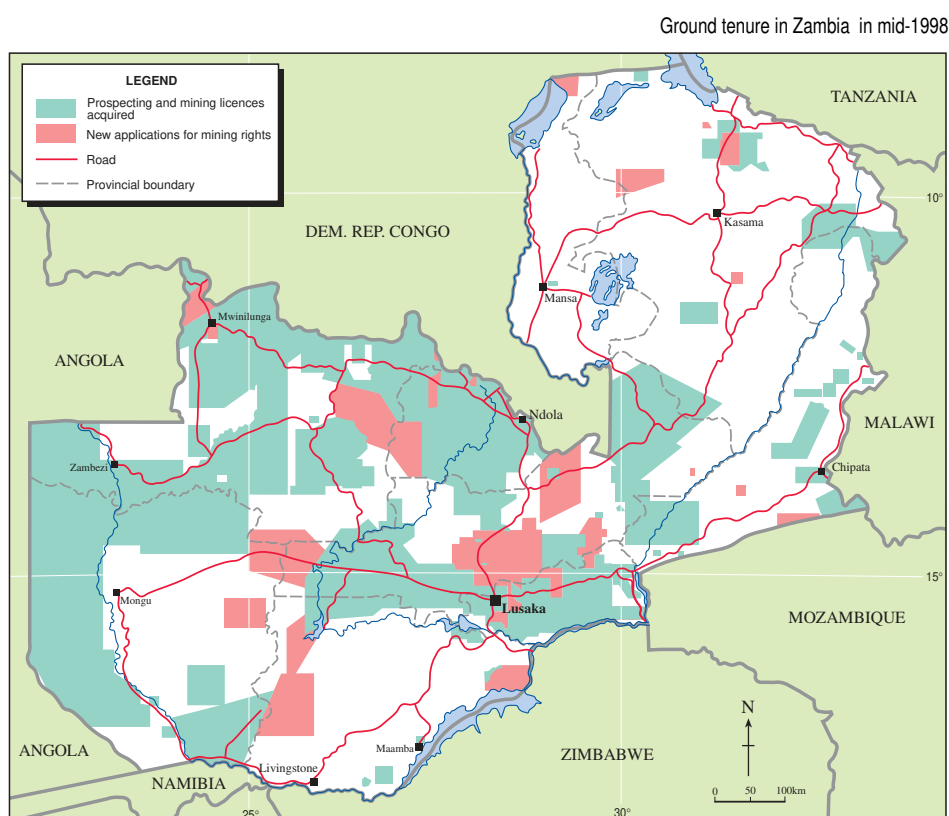 Ground tenure in Zambia in mid-1998
LEGEND
Prospecting and mining licences
acquired
New applications for mining rights
Road
Provincial boundary
TANZANIA
10°
DEM. REP. CONGO
Kasama
Mansa
Mwinilunga
ANGOLA
Ndola
MALAWI
Zambezi
Chipata
15°
Mongu
Lusaka
MOZAMBIQUE
N
ANGOLA
Maamba
ZIMBABWE
Livingstone
NAMIBIA
0 50 100km
25°
30°